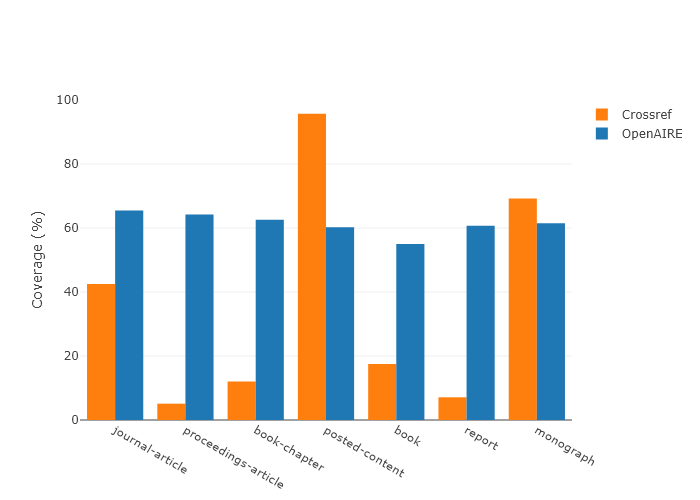 100
80
60
40
20
0
Coverage (%)
journal-article
proceedings-article
book-chapter
posted-content
book
report
monograph
Crossref
OpenAIRE